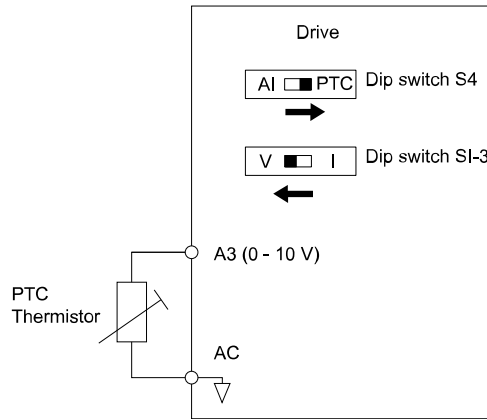 Drive
AI PTC Dip switch S4
V I Dip switch SI-3
A3 (0 - 10 V)
PTC
Thermistor
AC